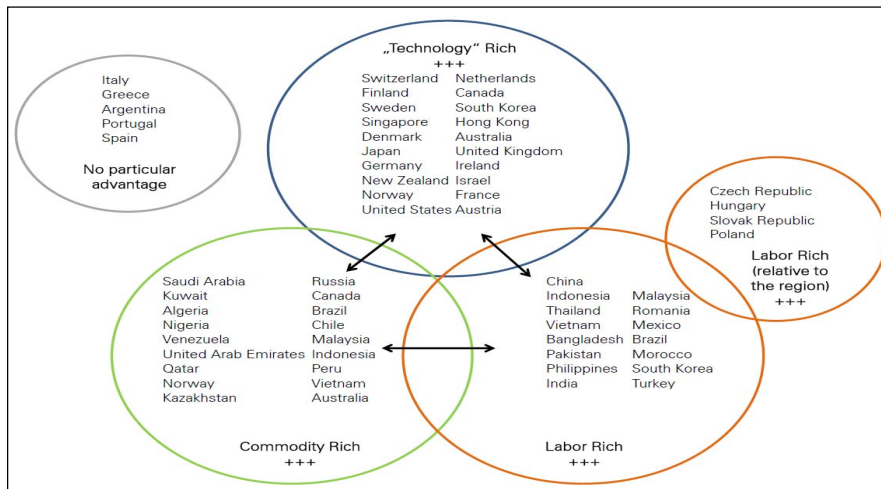 „Technology“ Rich
+++
Switzerland Netherlands
Finland Canada
Sweden South Korea
Singapore Hong Kong
Denmark Australia
Japan United Kingdom
Germany Ireland
New Zealand Israel
Norway France
United States Austria
Italy
Greece
Argentina
Portugal
Spain
No particular
advantage
Czech Republic
Hungary
Slovak Republic
Poland
Labor Rich
(relative to
the region)
+++
Saudi Arabia Russia
Kuwait Canada
Algeria Brazil
Nigeria Chile
Venezuela Malaysia
United Arab Emirates Indonesia
Qatar Peru
Norway Vietnam
Kazakhstan Australia
Commodity Rich
+++
China
Indonesia Malaysia
Thailand Romania
Vietnam Mexico
Bangladesh Brazil
Pakistan Morocco
Philippines South Korea
India Turkey
Labor Rich
+++